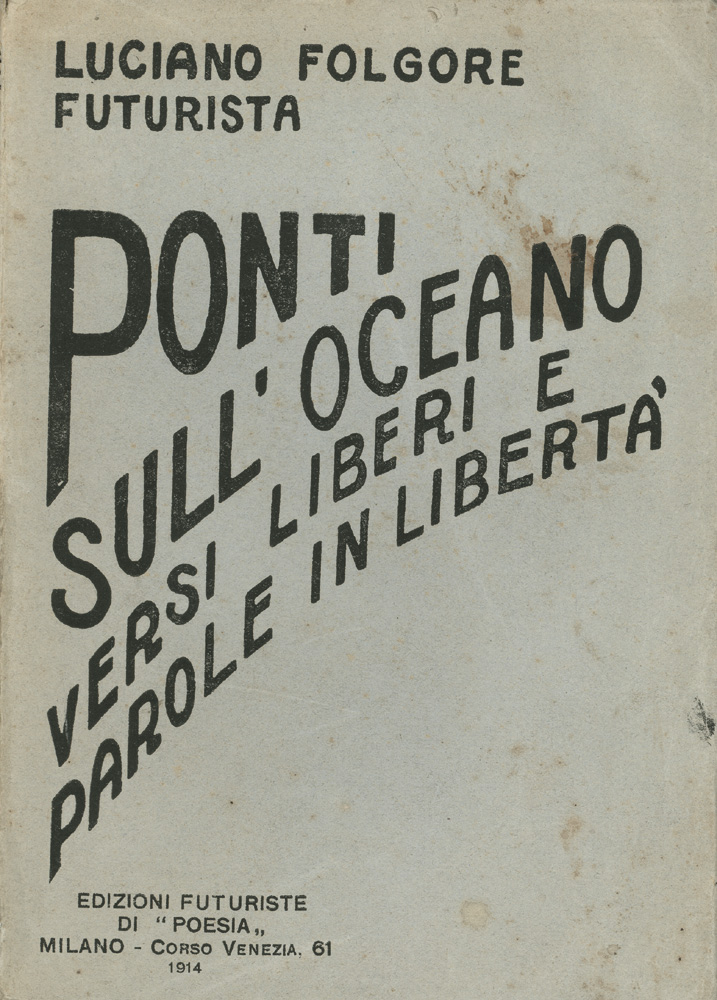 LUCIANO FOLGORE
FUTURISTA
PONTI
SULL'OCEANO
VERSI LIBERI E
PAROLE IN LIBERTÀ
EDIZIONI FUTURISTE
DI “POESIA„
MILANO - CORSO VENEZIA, 61
1914